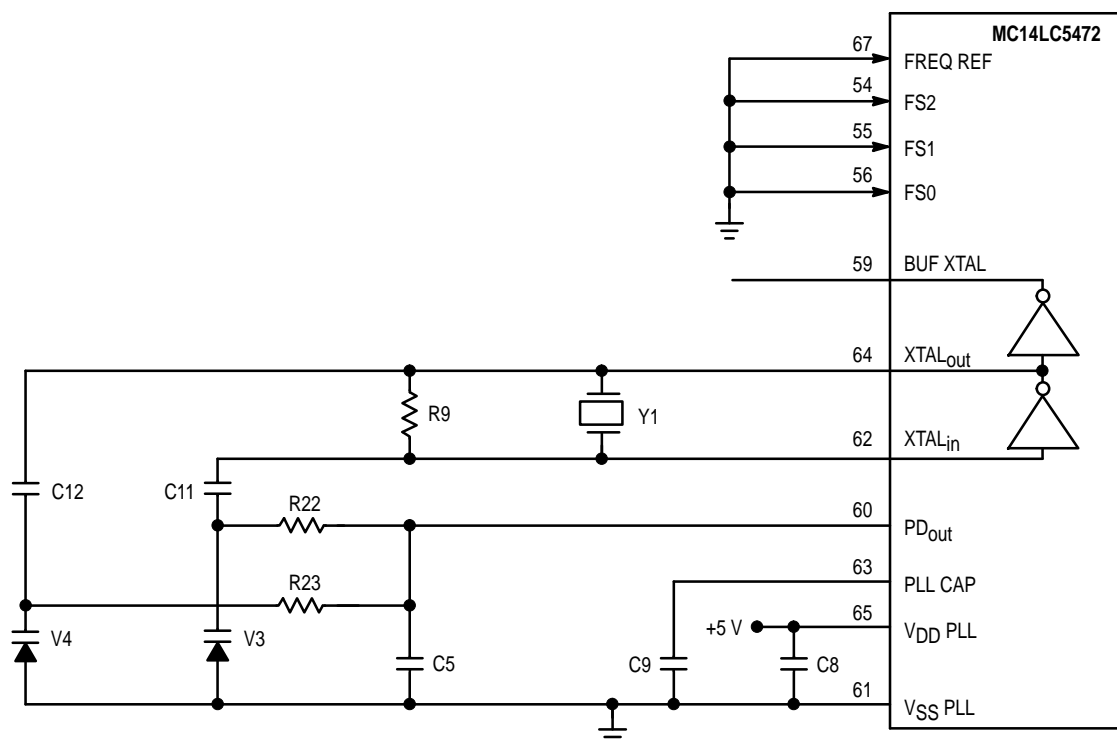 MC14LC5472
67 FREQ REF
54 FS2
55 FS1
56 FS0
59 BUF XTAL
64 XTALout
R9 Y1
62 XTALin
C12 C11
R22
60 PDout
R23
63 PLL CAP
V4 V3
+5 V 65 VDD PLL
C5 C9 C8
61 VSS PLL